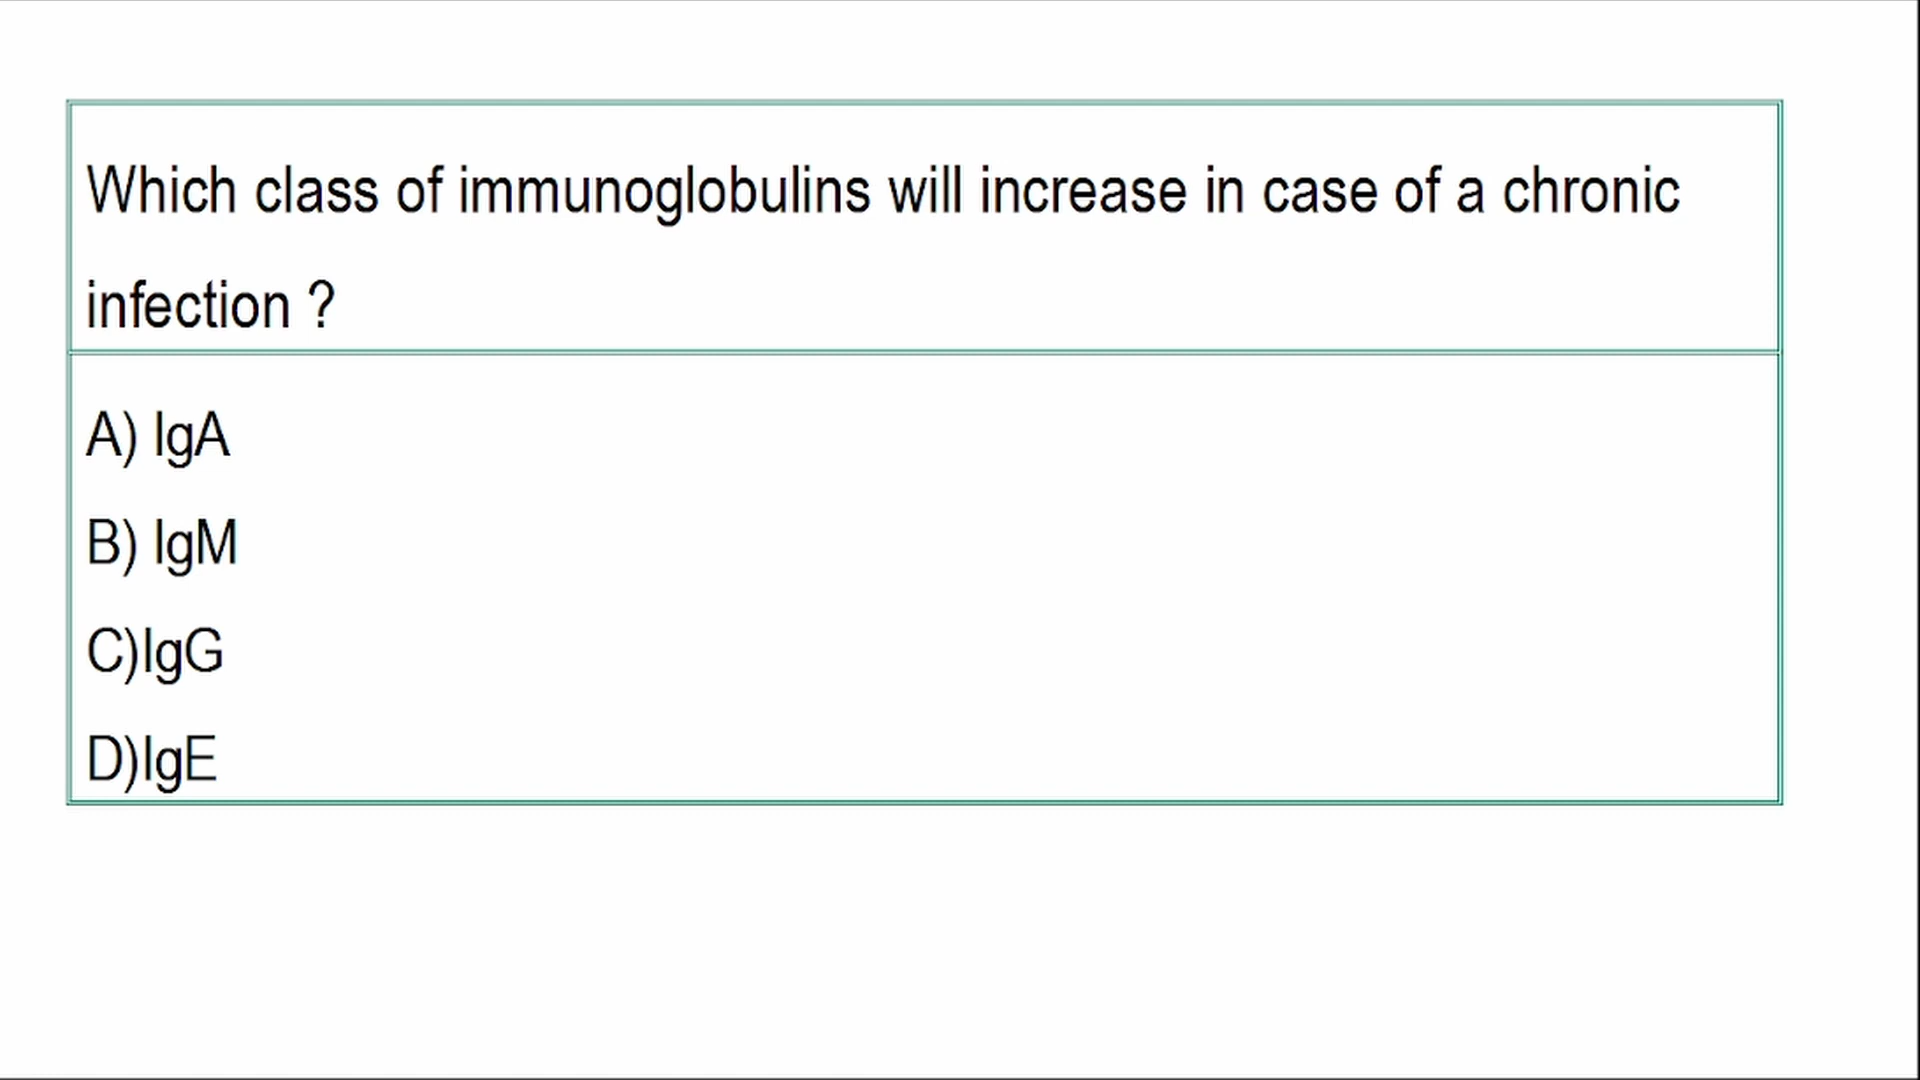 Which class of immunoglobulins will increase in case of a chronic
infection ?
A) IgA
B) IgM
C)IgG
D)IgE